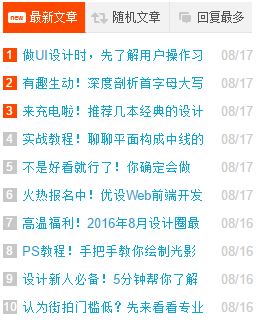 new 最新文章 随机文章 回复最多
1 做UI设计时，先了解用户操作习 08/17
2 有趣生动！深度剖析首字母大写 08/17
3 来充电啦！推荐几本经典的设计 08/17
4 实战教程！聊聊平面构成中线的 08/17
5 不是好看就行了！你确定会做 08/17
6 火热报名中！优设Web前端开发 08/17
7 高温福利！2016年8月设计圈最 08/16
8 PS教程！手把手教你绘制光影 08/16
9 设计新人必备！5分钟帮你了解 08/16
10 认为街拍门槛低？先来看看专业 08/16